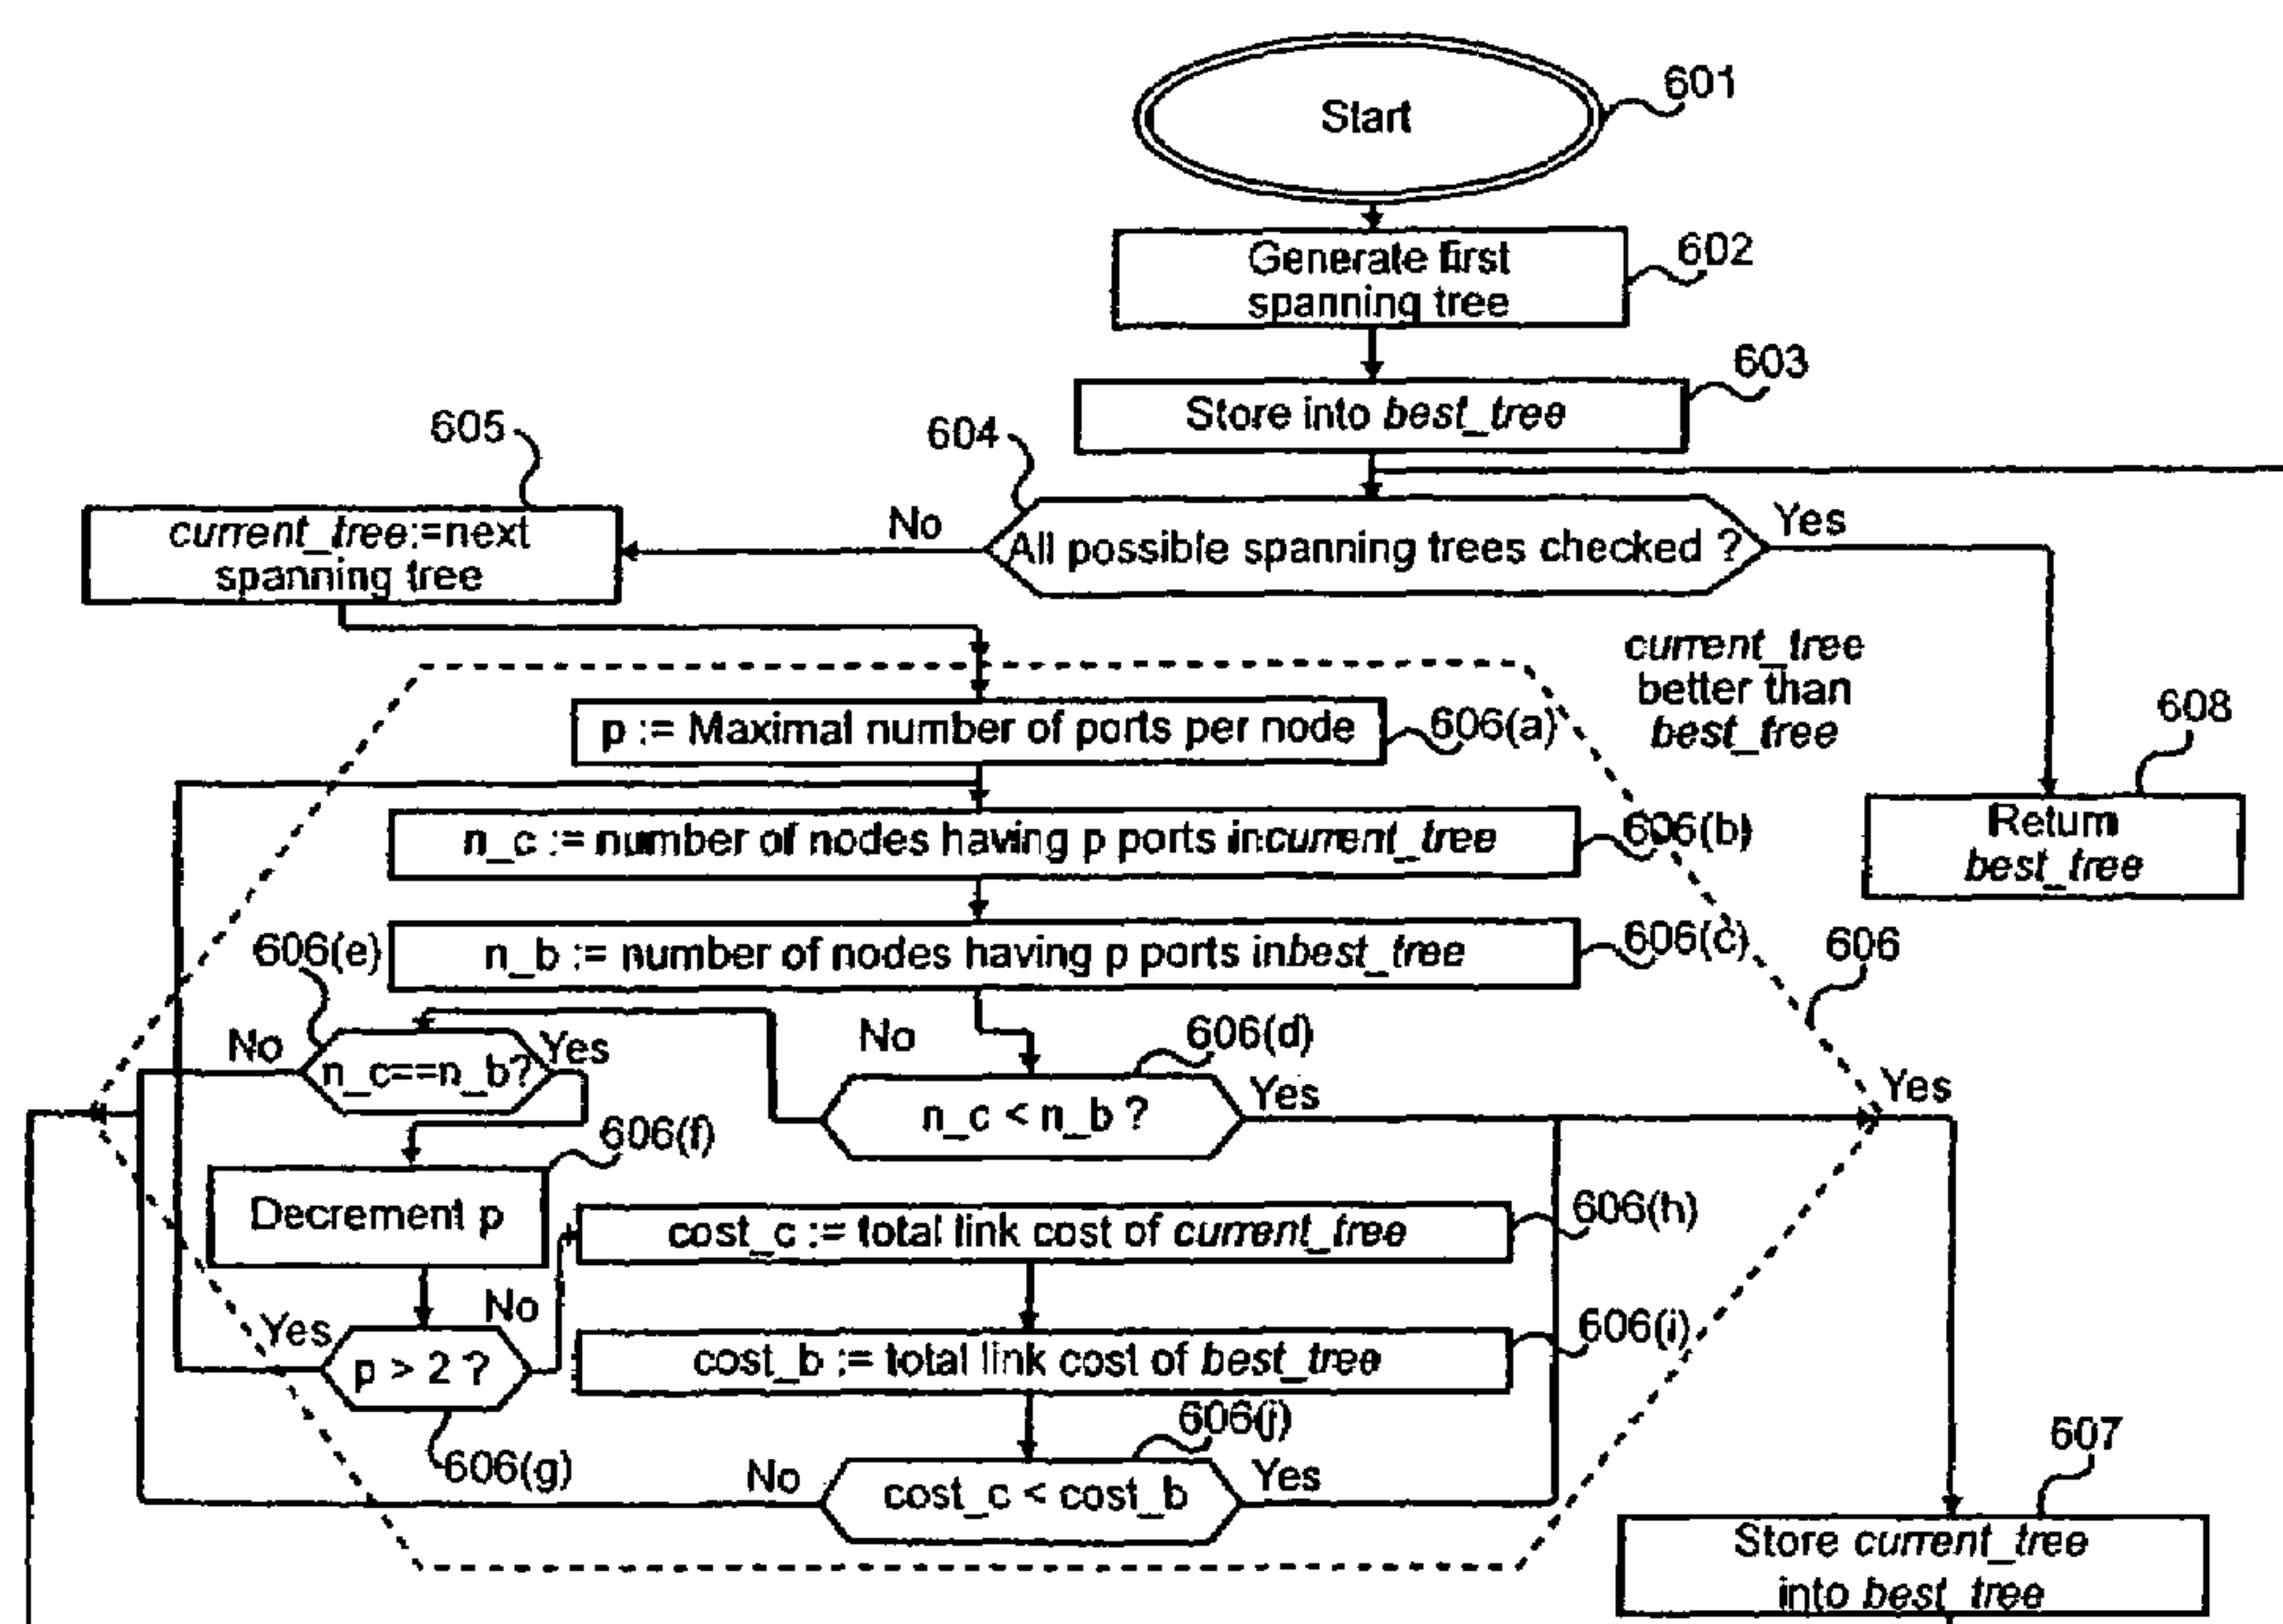 Start
601
Generate first
spanning tree
602
603
Store into best_tree
605
604
current_tree:=next
spanning tree
No
All possible spanning trees checked ?
Yes
current_tree
better than
best_tree
608
p := Maximal number of ports per node
606(a)
Return
best_tree
n_c := number of nodes having p ports in current_tree
606(b)
606(e)
n_b := number of nodes having p ports in best_tree
606(c)
606
No
n_c==n_b?
Yes
No
606(d)
n_c < n_b ?
Yes
Yes
606(f)
Decrement p
cost_c := total link cost of current_tree
606(h)
Yes
No
p > 2 ?
cost_b := total link cost of best_tree
606(i)
606(g)
606(j)
No
cost_c < cost_b
Yes
607
Store current_tree
into best_tree